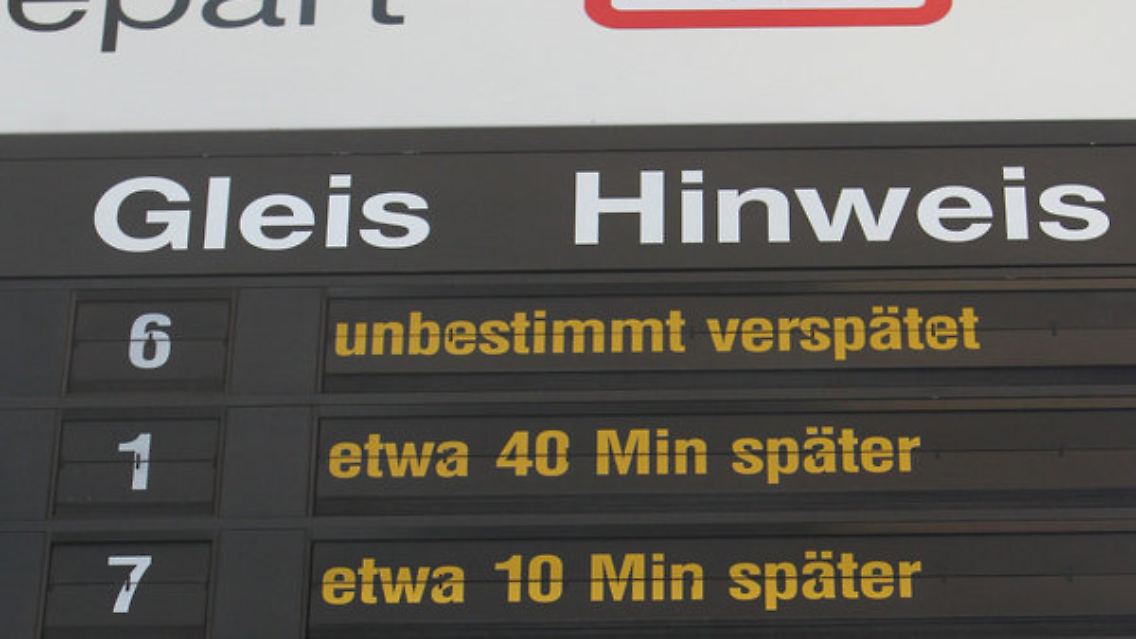 epart
Gleis Hinweis
6 unbestimmt verspätet
1 etwa 40 Min später
7 etwa 10 Min später